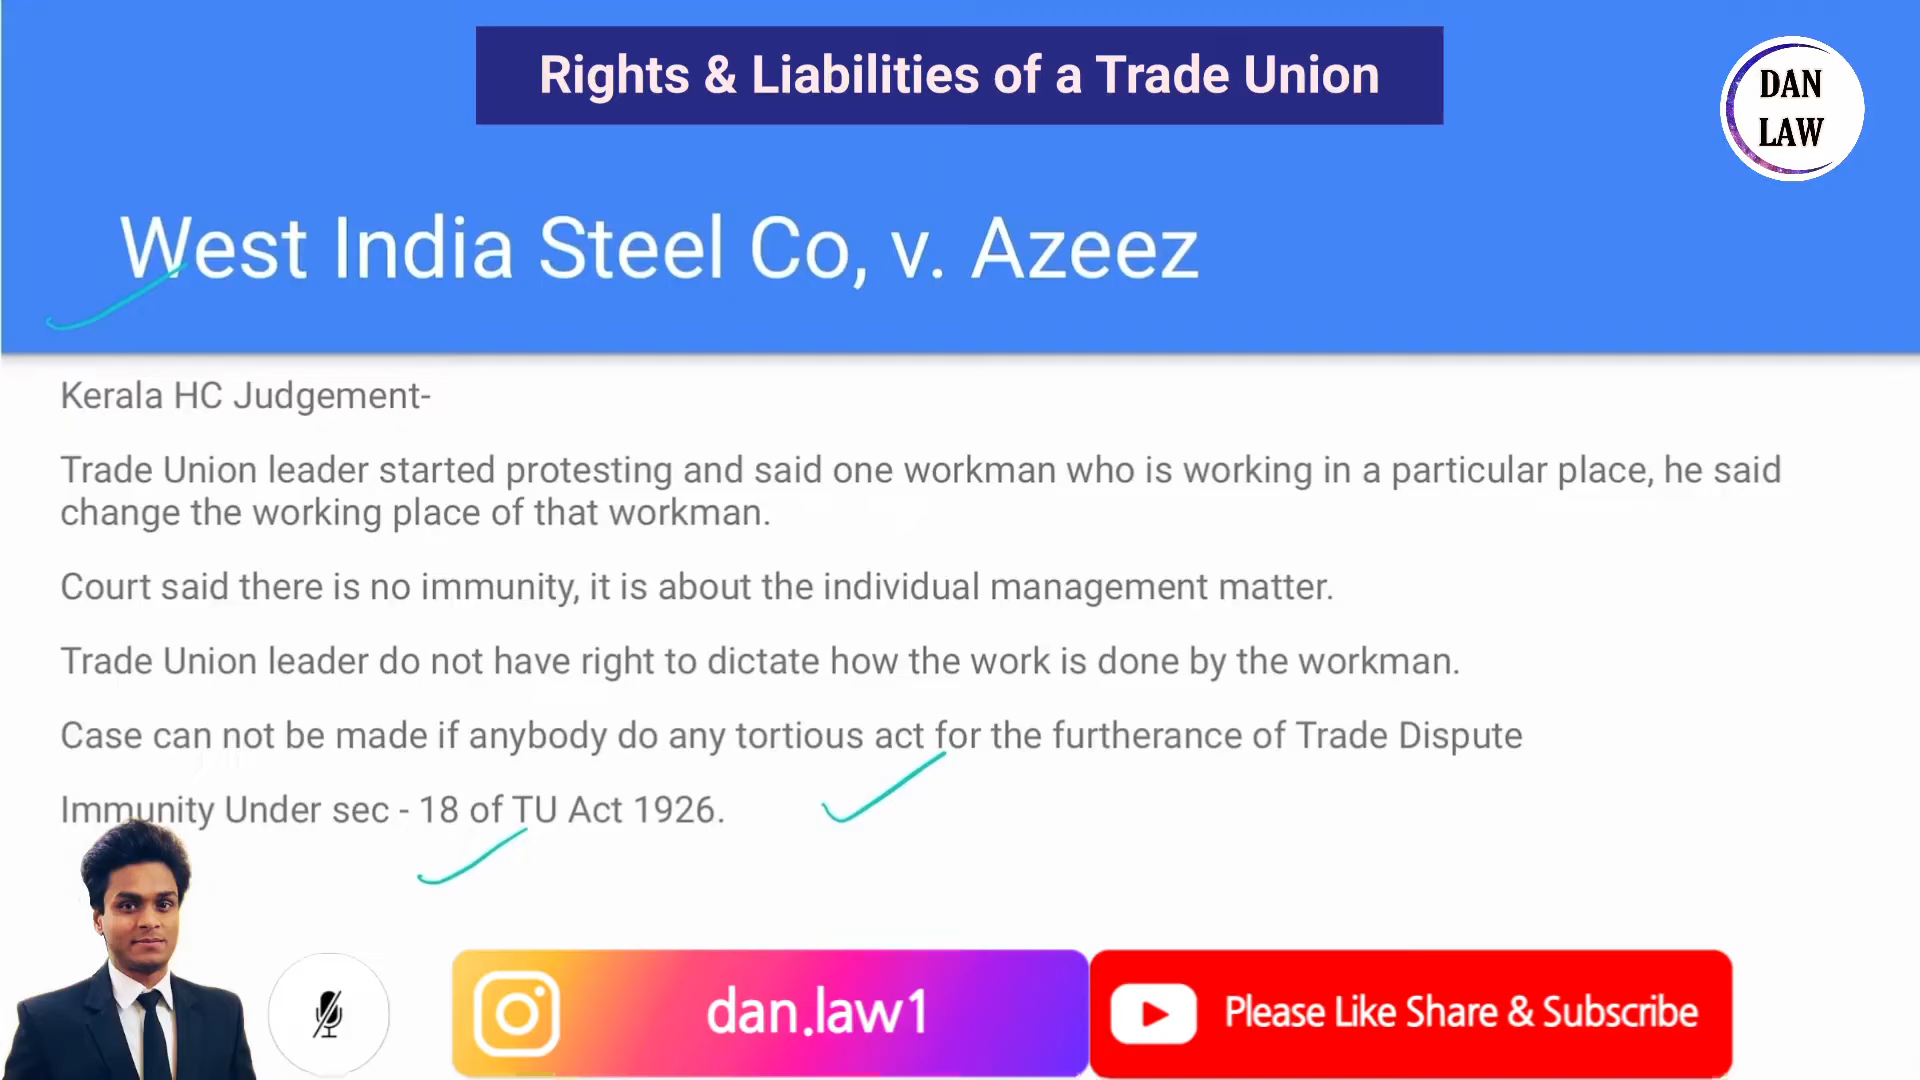 Rights & Liabilities of a Trade Union
DAN
LAW
West India Steel Co, v. Azeez
Kerala HC Judgement-
Trade Union leader started protesting and said one workman who is working in a particular place, he said
change the working place of that workman.
Court said there is no immunity, it is about the individual management matter.
Trade Union leader do not have right to dictate how the work is done by the workman.
Case can not be made if anybody do any tortious act for the furtherance of Trade Dispute
Immunity Under sec - 18 of TU Act 1926.
dan.law1
Please Like Share & Subscribe